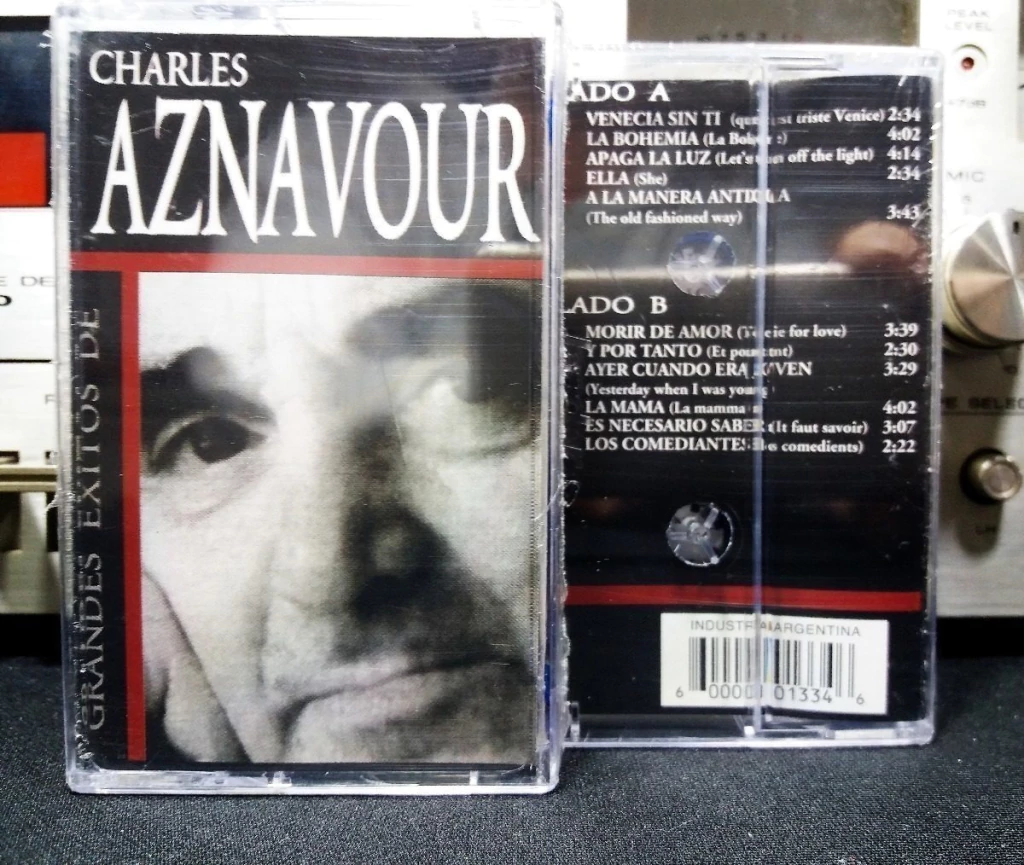 CHARLES
AZNAVOUR
GRANDES EXITOS DE
ADO A
VENECIA SIN TI triste Venice) 2:34
LA BOHEMIA (La 4:02
APAGA LA LUZ (Let's off the light) 4:14
ELLA (She) 2:34
A LA MANERA
(The old fashioned way) 3:43
ADO B
MORIR DE AMOR for love) 3:39
Y POR TANTO (Et 2:30
AYER CUANDO ERA 3:29
(Yesterday when I was
LA MAMA (La mamma 4:02
ES NECESARIO SABER (It faut savoir) 3:07
LOS COMEDIANTES comedients) 2:22
ARGENTINA
6 0000 01334 6
PEAK
LEVEL
MIC
E DE